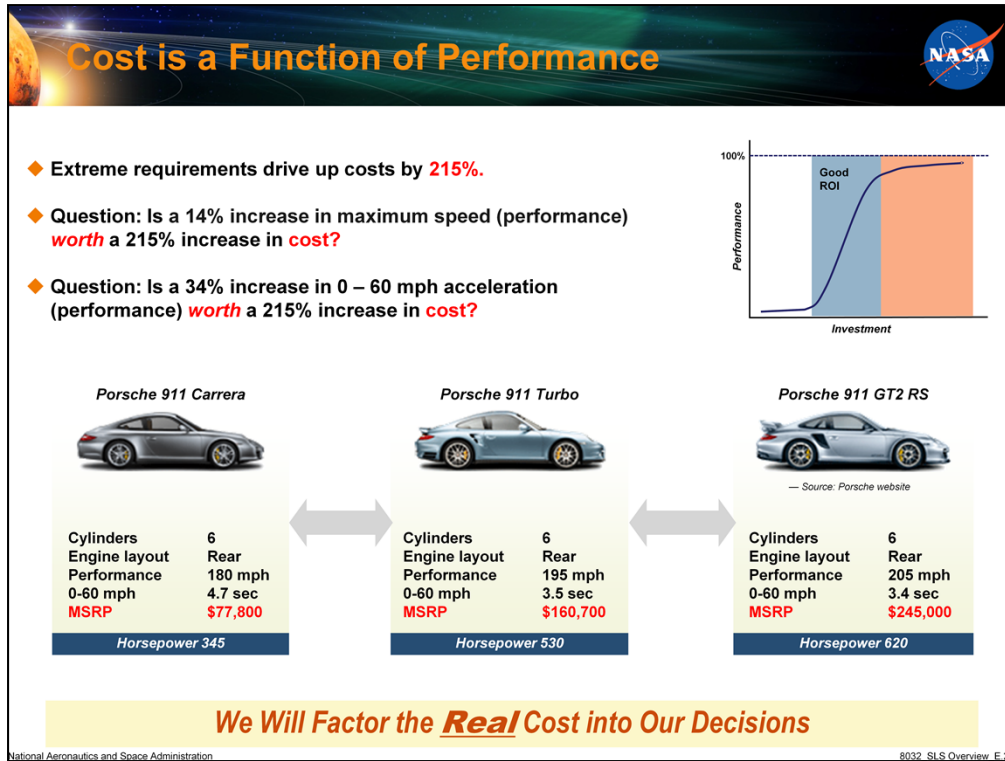 Cost is a Function of Performance
NASA
Extreme requirements drive up costs by 215%.
Question: Is a 14% increase in maximum speed (performance)
worth a 215% increase in cost?
Question: Is a 34% increase in 0 – 60 mph acceleration
(performance) worth a 215% increase in cost?
100%
Good
ROI
Performance
Investment
Porsche 911 Carrera
Cylinders 6
Engine layout Rear
Performance 180 mph
0-60 mph 4.7 sec
MSRP $77,800
Horsepower 345
Porsche 911 Turbo
Cylinders 6
Engine layout Rear
Performance 195 mph
0-60 mph 3.5 sec
MSRP $160,700
Horsepower 530
Porsche 911 GT2 RS
— Source: Porsche website
Cylinders 6
Engine layout Rear
Performance 205 mph
0-60 mph 3.4 sec
MSRP $245,000
Horsepower 620
We Will Factor the Real Cost into Our Decisions
National Aeronautics and Space Administration
8032 SLS Overview